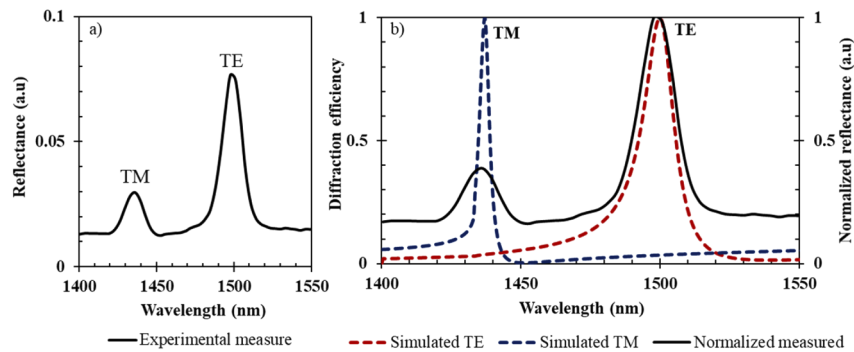 a)
TM
TE
0.1
0.05
0
Reflectance (a.u)
1400
1450
1500
1550
Wavelength (nm)
Experimental measure
b)
TM
TE
1
0.5
0
Diffraction efficiency
1
0.5
0
Normalized reflectance (a.u)
1400
1450
1500
1550
Wavelength (nm)
Simulated TE
Simulated TM
Normalized measured